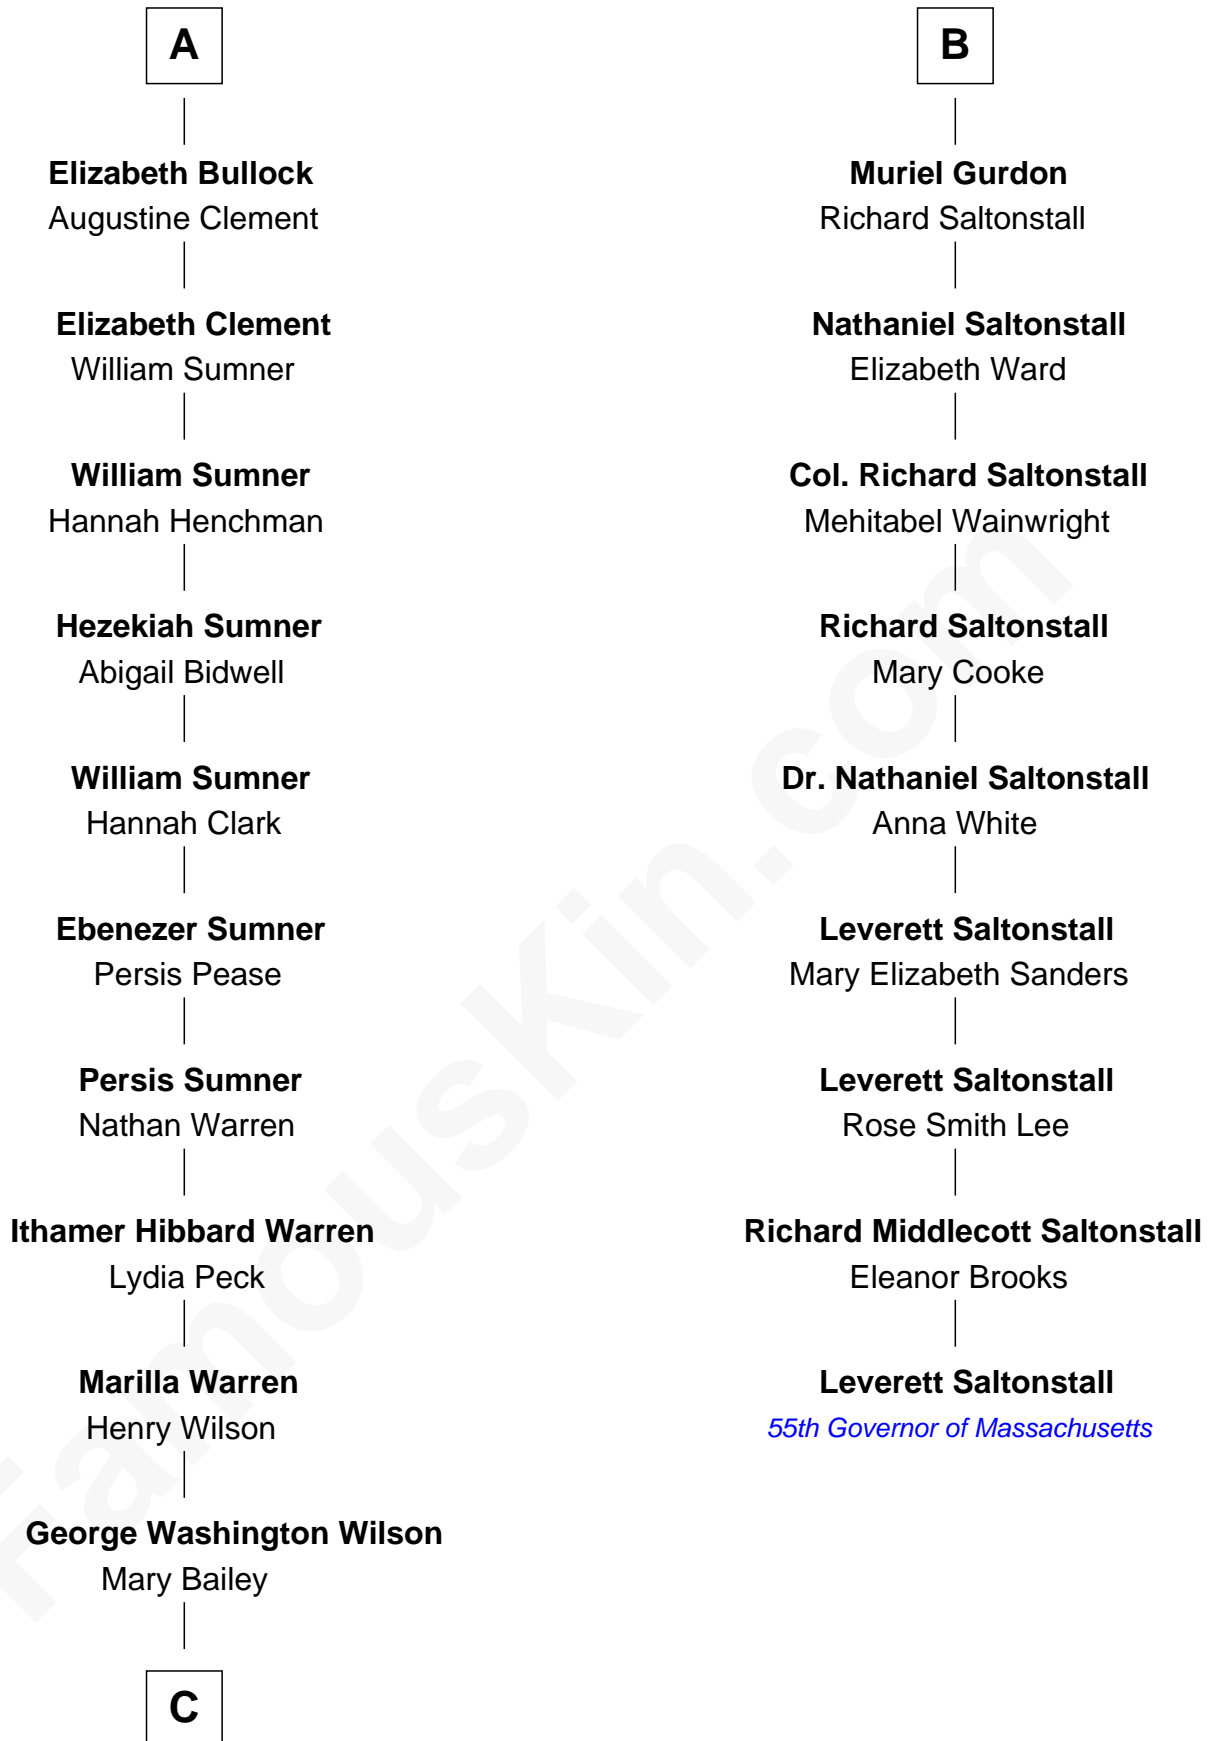 A
Elizabeth Bullock
Augustine Clement
Elizabeth Clement
William Sumner
William Sumner
Hannah Henchman
Hezekiah Sumner
Abigail Bidwell
William Sumner
Hannah Clark
Ebenezer Sumner
Persis Pease
Persis Sumner
Nathan Warren
Ithamer Hibbard Warren
Lydia Peck
Marilla Warren
Henry Wilson
George Washington Wilson
Mary Bailey
C
B
Muriel Gurdon
Richard Saltonstall
Nathaniel Saltonstall
Elizabeth Ward
Col. Richard Saltonstall
Mehitabel Wainwright
Richard Saltonstall
Mary Cooke
Dr. Nathaniel Saltonstall
Anna White
Leverett Saltonstall
Mary Elizabeth Sanders
Leverett Saltonstall
Rose Smith Lee
Richard Middlecott Saltonstall
Eleanor Brooks
Leverett Saltonstall
55th Governor of Massachusetts
FamousKin.com